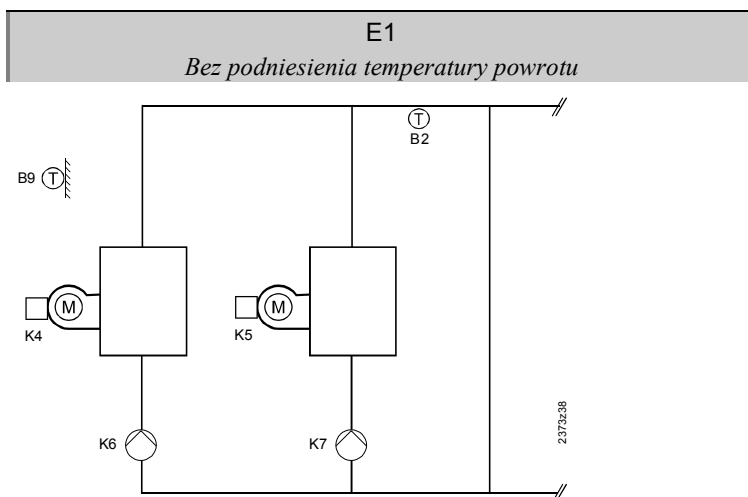 E1
Bez podniesienia temperatury powrotu
T
B2
B9 T
M
M
K4
K5
K6
K7
2373z38